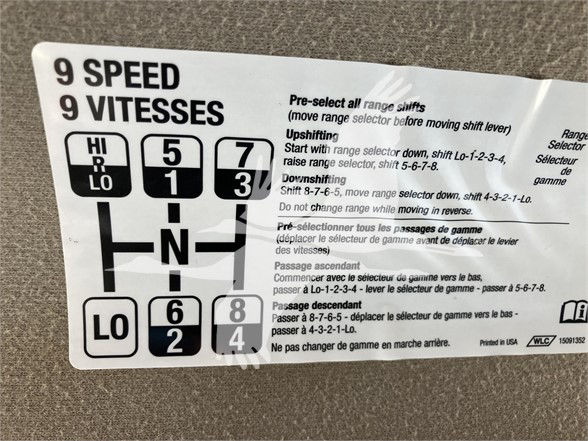 9 SPEED
9 VITESSES
HI
R
LO
5
1
7
3
N
LO
6
2
8
4
Pre-select all range shifts
(move range selector before moving shift lever)
Upshifting
Start with range selector down, shift Lo-1-2-3-4,
raise range selector, shift 5-6-7-8.
Downshifting
Shift 8-7-6-5, move range selector down, shift 4-3-2-1-Lo.
Do not change range while moving in reverse.
Pré-sélectionner tous les passages de gamme
(déplacer le sélecteur de gamme avant de déplacer le levier
des vitesses)
Passage ascendant
Commencer avec le sélecteur de gamme vers le bas,
passer à Lo-1-2-3-4 - lever le sélecteur de gamme - passer à 5-6-7-8.
Passage descendant
Passer à 8-7-6-5 - déplacer le sélecteur de gamme vers le bas -
passer à 4-3-2-1-Lo.
Ne pas changer de gamme en marche arrière.
Range
Selector
Sélecteur
de
gamme
Printed in USA
WLC
15091352